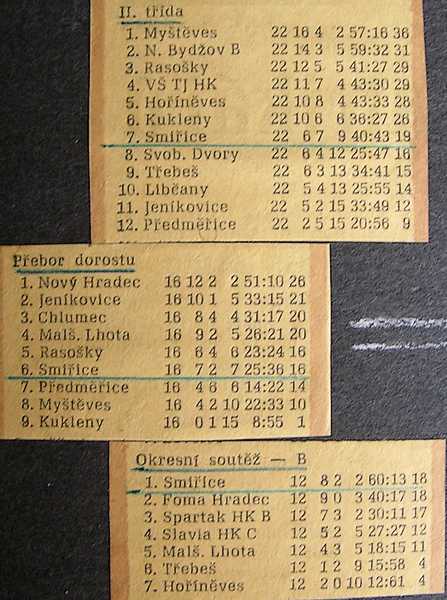 II. třída
1. Myštěves 22 16 4 2 57:16 36
2. N. Bydžov B 22 14 3 5 59:32 31
3. Rasošky 22 12 5 5 41:27 29
4. VŠ TJ HK 22 11 7 4 43:30 29
5. Hoříněves 22 10 8 4 43:33 28
6. Kukleny 22 10 6 6 36:27 26
7. Smiřice 22 6 7 9 40:43 19
8. Svob. Dvory 22 6 4 12 25:47 16
9. Třebeš 22 6 3 13 34:41 15
10. Libčany 22 5 4 13 25:55 14
11. Jeníkovice 22 5 2 15 33:49 12
12. Předměřice 22 2 5 15 20:56 9
Přebor dorostu
1. Nový Hradec 16 12 2 2 51:10 26
2. Jeníkovice 16 10 1 5 33:15 21
3. Chlumec 16 8 4 4 31:17 20
4. Malš. Lhota 16 9 2 5 26:21 20
5. Rasošky 16 6 4 6 23:24 16
6. Smiřice 16 7 2 7 25:36 16
7. Předměřice 16 4 6 6 14:22 14
8. Myštěves 16 4 2 10 22:33 10
9. Kukleny 16 0 1 15 8:55 1
Okresní soutěž — B
1. Smiřice 12 8 2 2 60:13 18
2. Foma Hradec 12 9 0 3 40:17 18
3. Spartak HK B 12 7 3 2 30:11 17
4. Slavia HK C 12 5 2 5 27:27 12
5. Malš. Lhota 12 4 3 5 18:15 11
6. Třebeš 12 1 2 9 15:58 4
7. Hoříněves 12 2 0 10 12:61 4